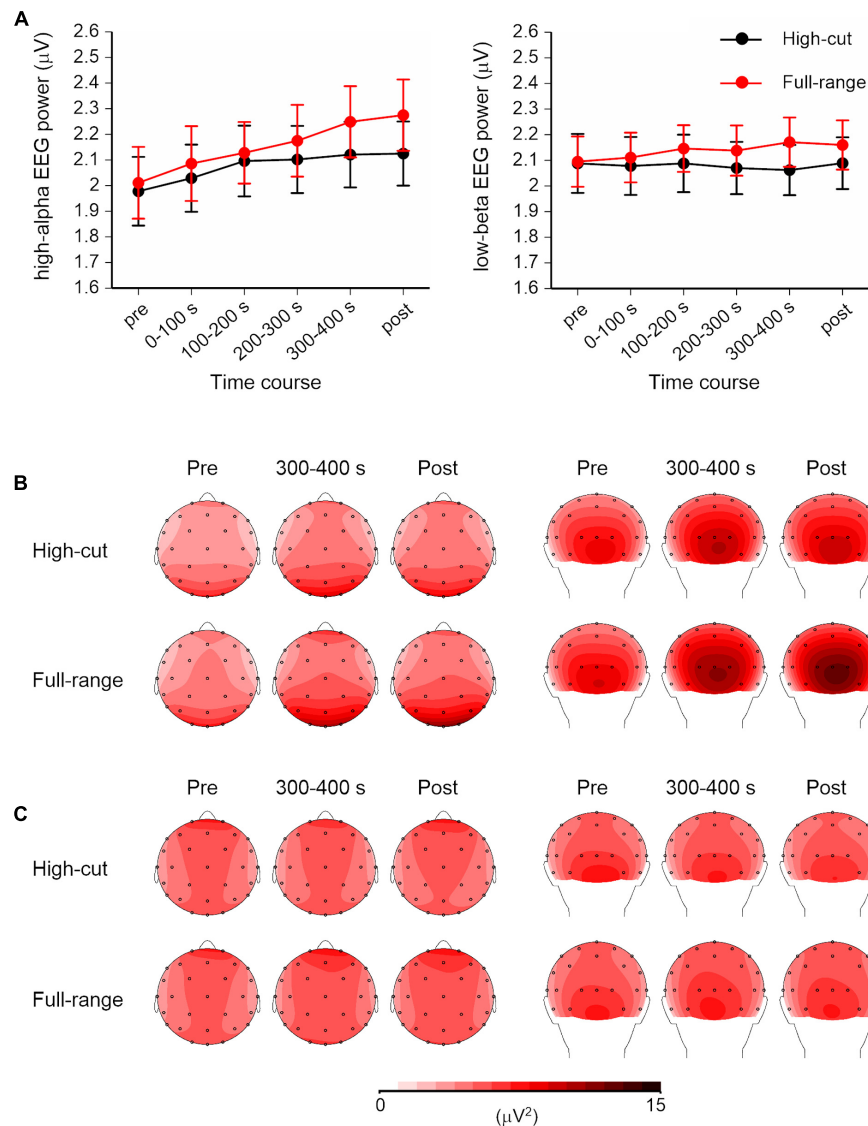 A
high-alpha EEG power (µV)
2.6
2.5
2.4
2.3
2.2
2.1
2
1.9
1.8
1.7
1.6
pre
0-100 s
100-200 s
200-300 s
300-400 s
post
Time course
low-beta EEG power (µV)
2.6
2.5
2.4
2.3
2.2
2.1
2
1.9
1.8
1.7
1.6
High-cut
Full-range
pre
0-100 s
100-200 s
200-300 s
300-400 s
post
Time course
B
Pre 300-400 s Post Pre 300-400 s Post
High-cut
Full-range
C
Pre 300-400 s Post Pre 300-400 s Post
High-cut
Full-range
0 15
(µV²)